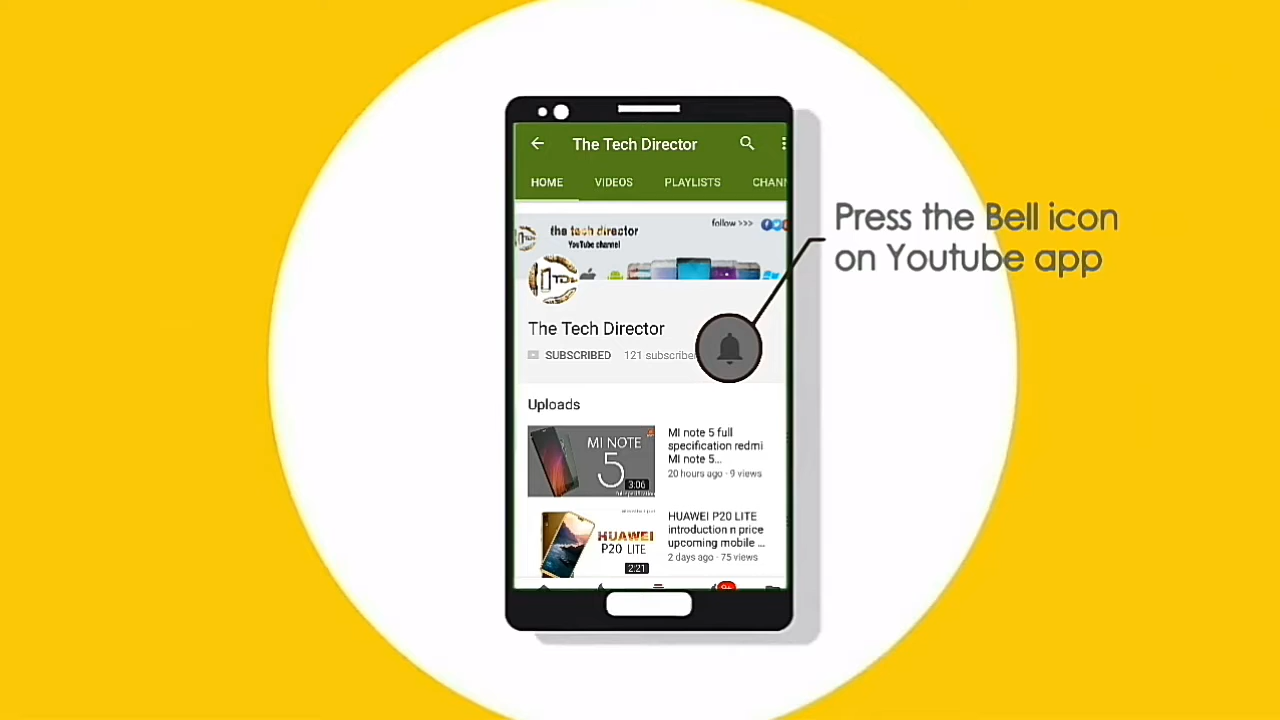 The Tech Director
HOME VIDEOS PLAYLISTS CHANN
follow >>>
the tech director
YouTube channel
The Tech Director
SUBSCRIBED 121 subscriber
Press the Bell icon
on Youtube app
Uploads
MI NOTE
5
3:06
MI note 5 full
specification redmi
MI note 5...
20 hours ago · 9 views
HUAWEI
P20 LITE
2:21
HUAWEI P20 LITE
introduction n price
upcoming mobile ...
2 days ago · 75 views
9+